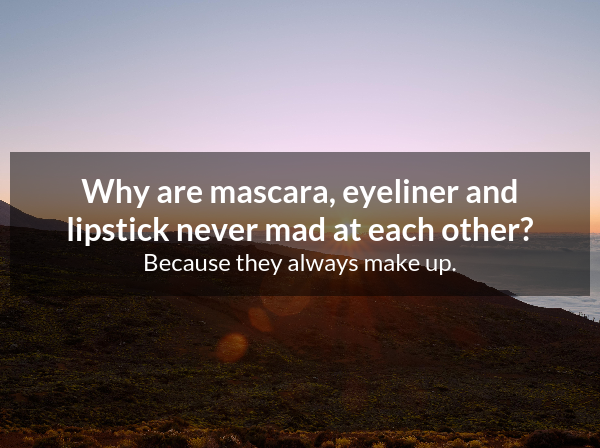 Why are mascara, eyeliner and
lipstick never mad at each other?
Because they always make up.